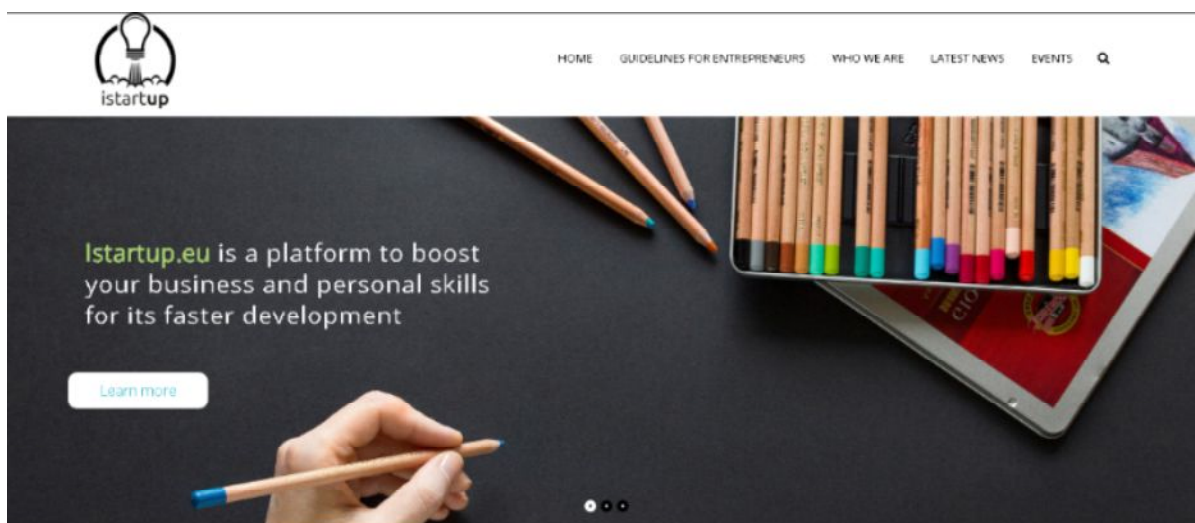 istartup
HOME GUIDELINES FOR ENTREPRENEURS WHO WE ARE LATEST NEWS EVENTS
Istartup.eu is a platform to boost
your business and personal skills
for its faster development
Learn more